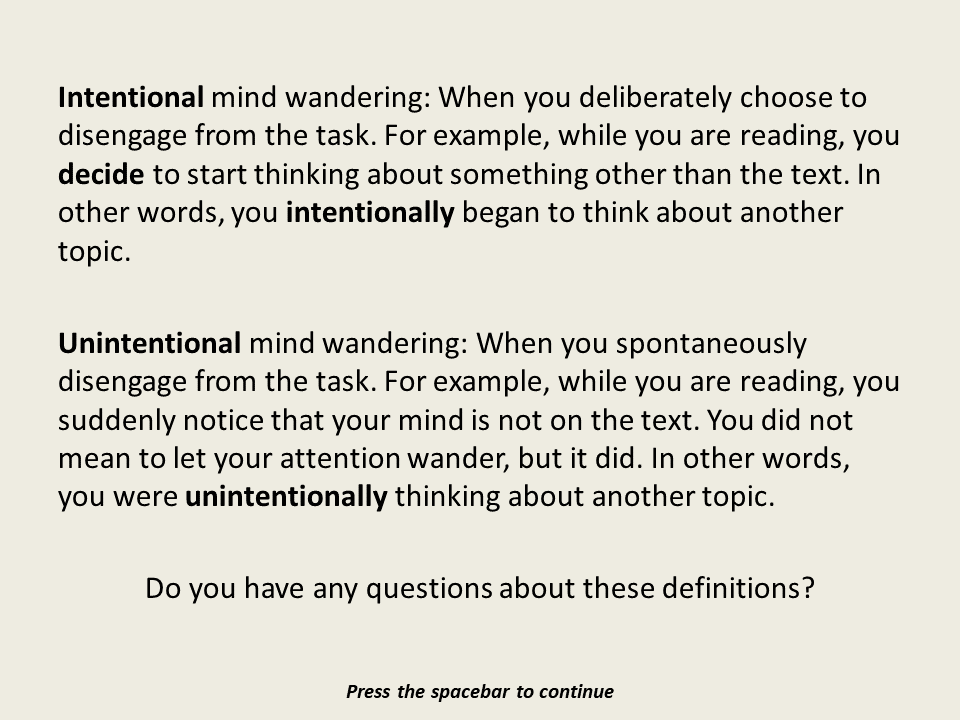 Intentional mind wandering: When you deliberately choose to
disengage from the task. For example, while you are reading, you
decide to start thinking about something other than the text. In
other words, you intentionally began to think about another
topic.
Unintentional mind wandering: When you spontaneously
disengage from the task. For example, while you are reading, you
suddenly notice that your mind is not on the text. You did not
mean to let your attention wander, but it did. In other words,
you were unintentionally thinking about another topic.
Do you have any questions about these definitions?
Press the spacebar to continue